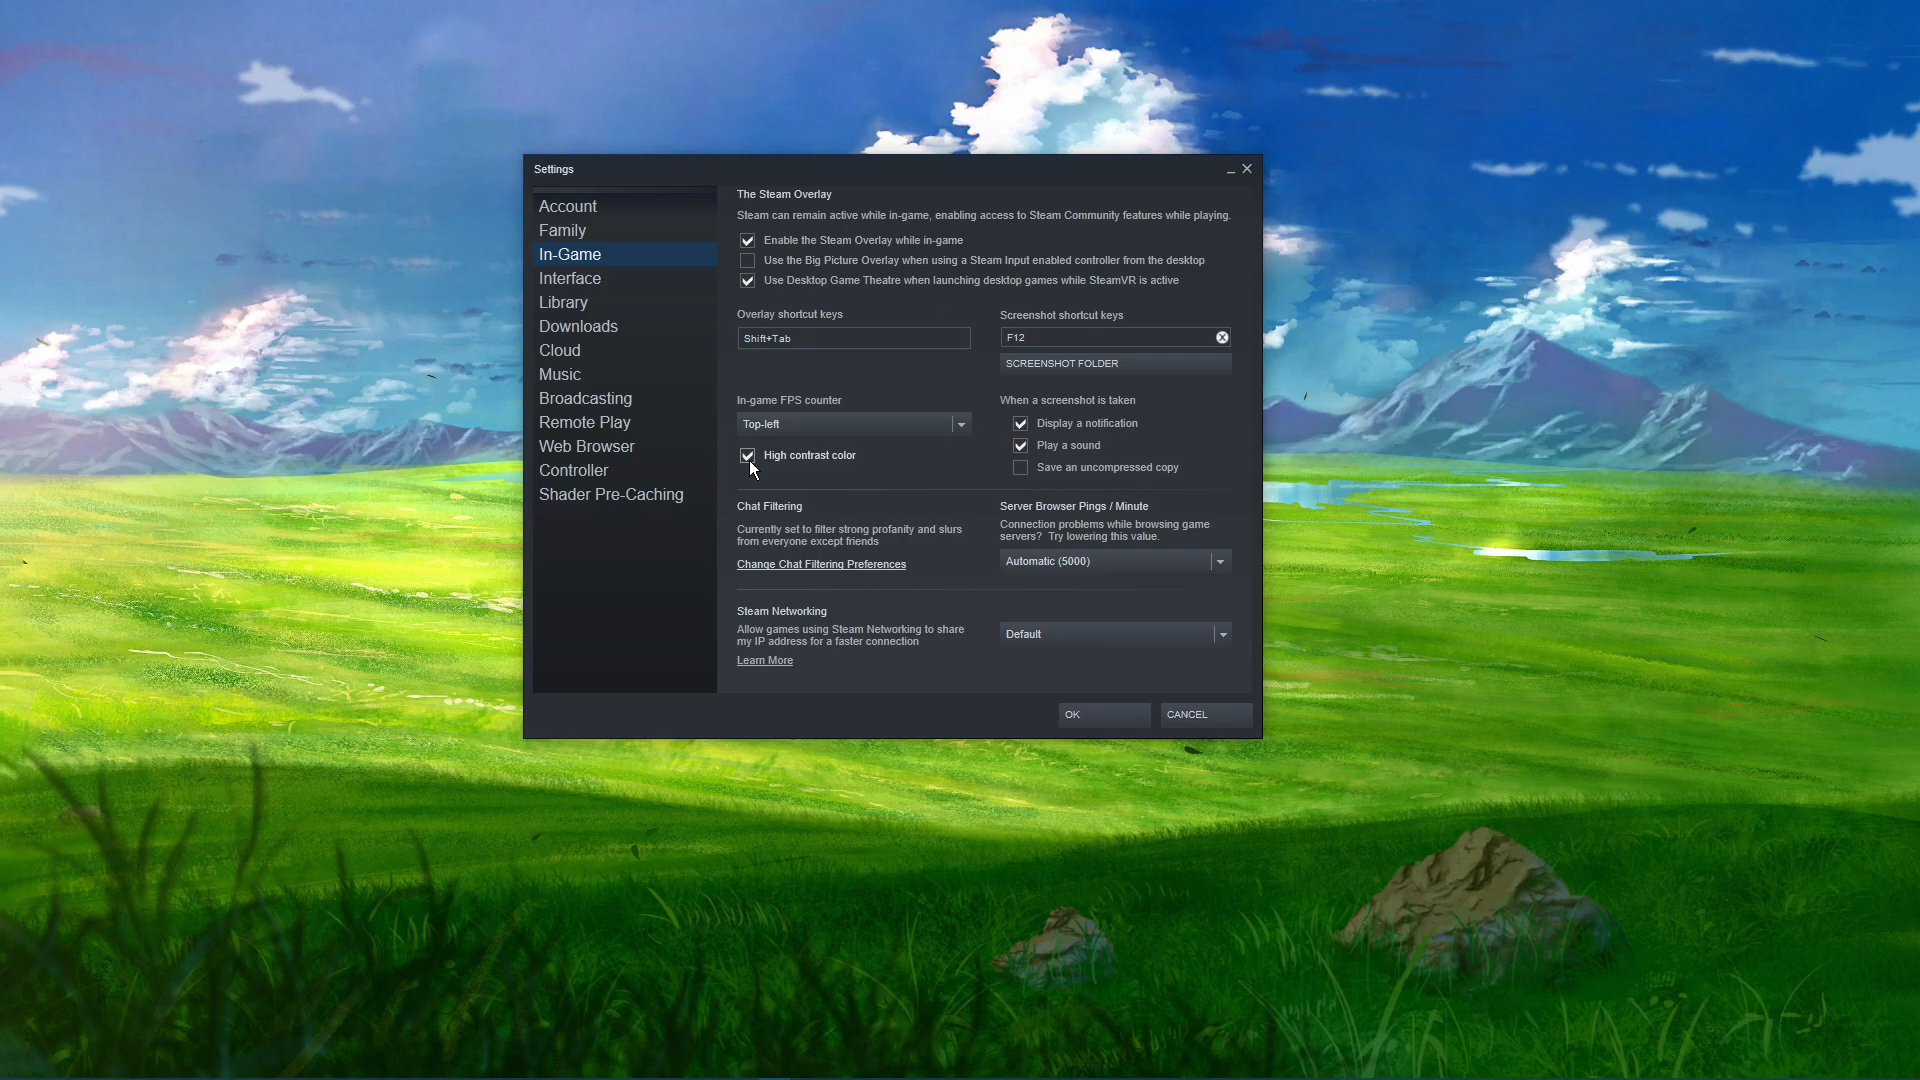 Settings
Account
Family
In-Game
Interface
Library
Downloads
Cloud
Music
Broadcasting
Remote Play
Web Browser
Controller
Shader Pre-Caching
The Steam Overlay
Steam can remain active while in-game, enabling access to Steam Community features while playing.
Enable the Steam Overlay while in-game
Use the Big Picture Overlay when using a Steam Input enabled controller from the desktop
Use Desktop Game Theatre when launching desktop games while SteamVR is active
Overlay shortcut keys
Shift+Tab
Screenshot shortcut keys
F12
SCREENSHOT FOLDER
In-game FPS counter
Top-left
High contrast color
When a screenshot is taken
Display a notification
Play a sound
Save an uncompressed copy
Chat Filtering
Currently set to filter strong profanity and slurs
from everyone except friends
Change Chat Filtering Preferences
Server Browser Pings / Minute
Connection problems while browsing game
servers? Try lowering this value.
Automatic (5000)
Steam Networking
Allow games using Steam Networking to share
my IP address for a faster connection
Learn More
Default
OK
CANCEL